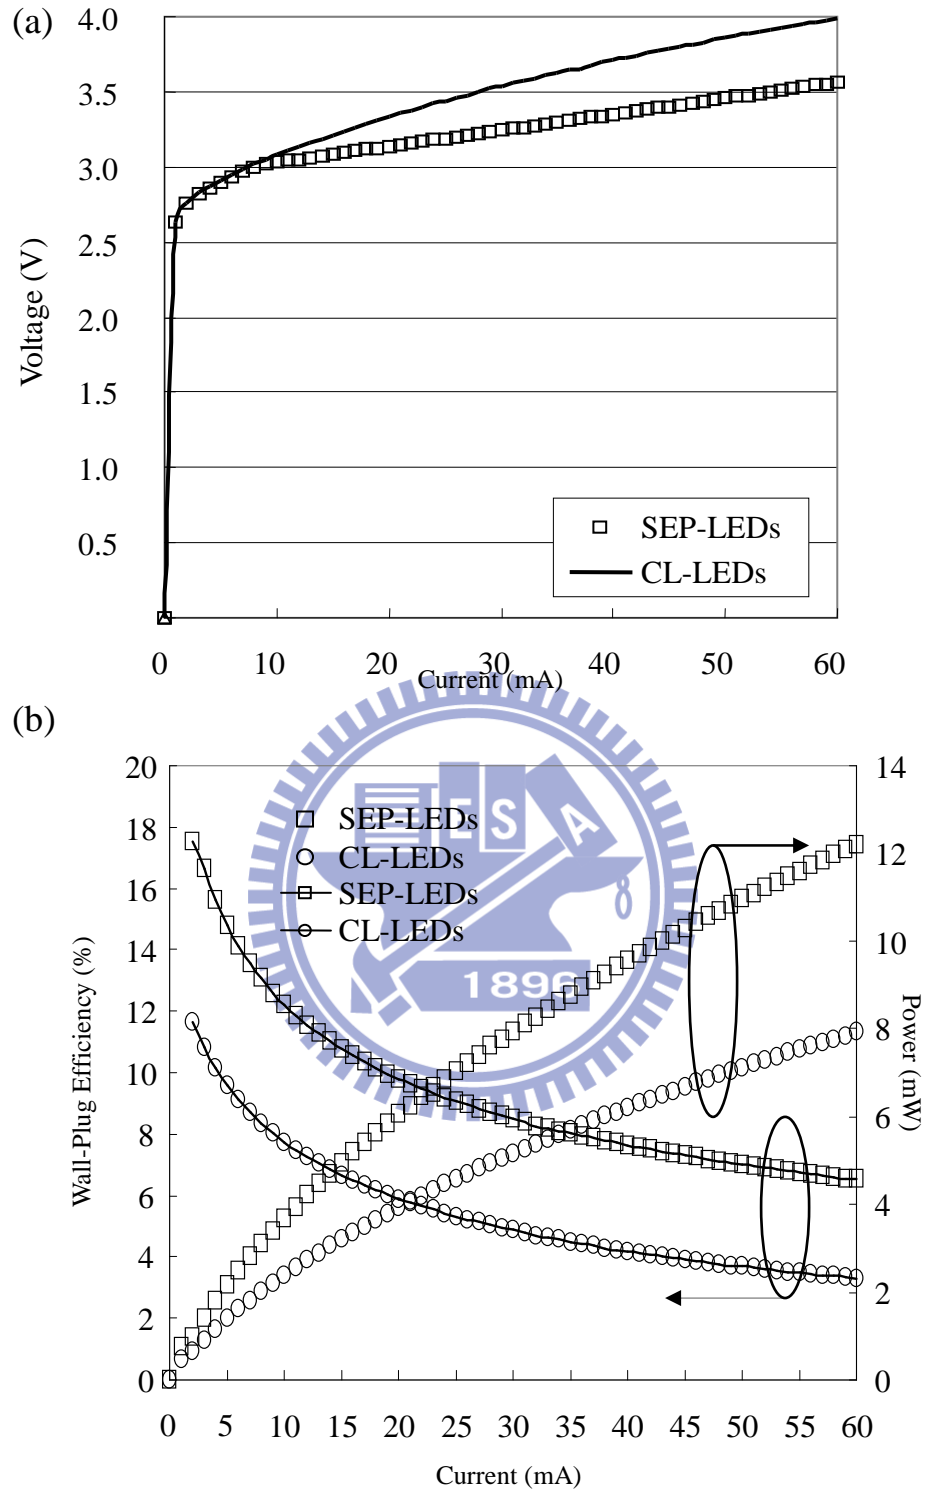 (a)
4.0
3.5
3.0
2.5
2.0
1.5
1.0
0.5
Voltage (V)
SEP-LEDs
CL-LEDs
0 10 20 30 40 50 60
Current (mA)
(b)
20
18
16
14
12
10
8
6
4
2
0
Wall-Plug Efficiency (%)
SEP-LEDs
CL-LEDs
SEP-LEDs
CL-LEDs
E S A
1896
14
12
10
8
6
4
2
0
Power (mW)
0 5 10 15 20 25 30 35 40 45 50 55 60
Current (mA)